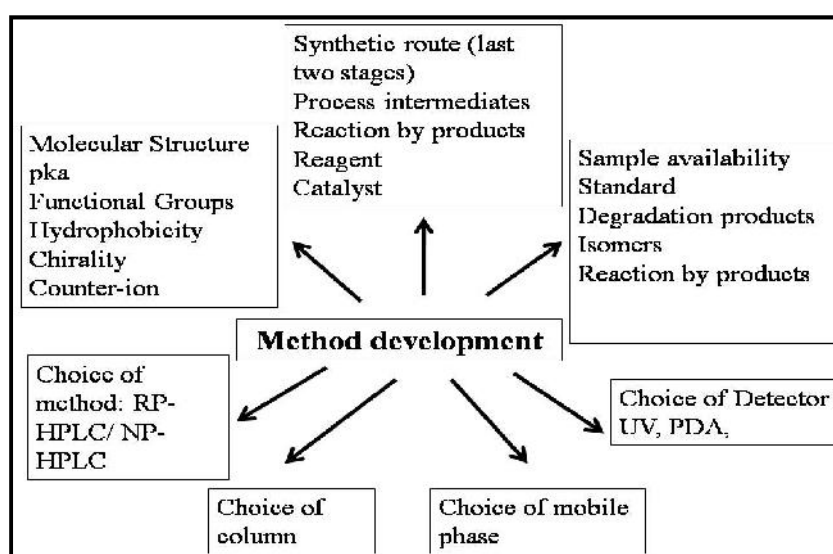 Synthetic route (last
two stages)
Process intermediates
Reaction by products
Reagent
Catalyst
Molecular Structure
pka
Functional Groups
Hydrophobicity
Chirality
Counter-ion
Sample availability
Standard
Degradation products
Isomers
Reaction by products
Method development
Choice of
method: RP-
HPLC/ NP-
HPLC
Choice of
column
Choice of mobile
phase
Choice of Detector
UV, PDA,